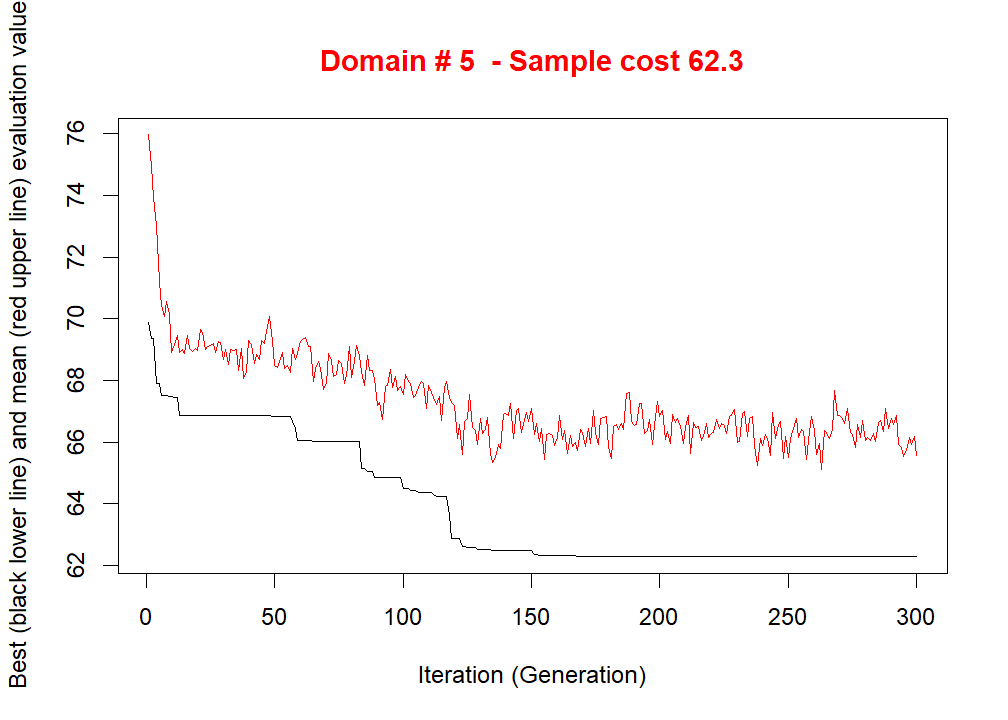 Domain # 5  - Sample cost 62.3
Best (black lower line) and mean (red upper line) evaluation value
76
74
72
70
68
66
64
62
0 50 100 150 200 250 300
Iteration (Generation)